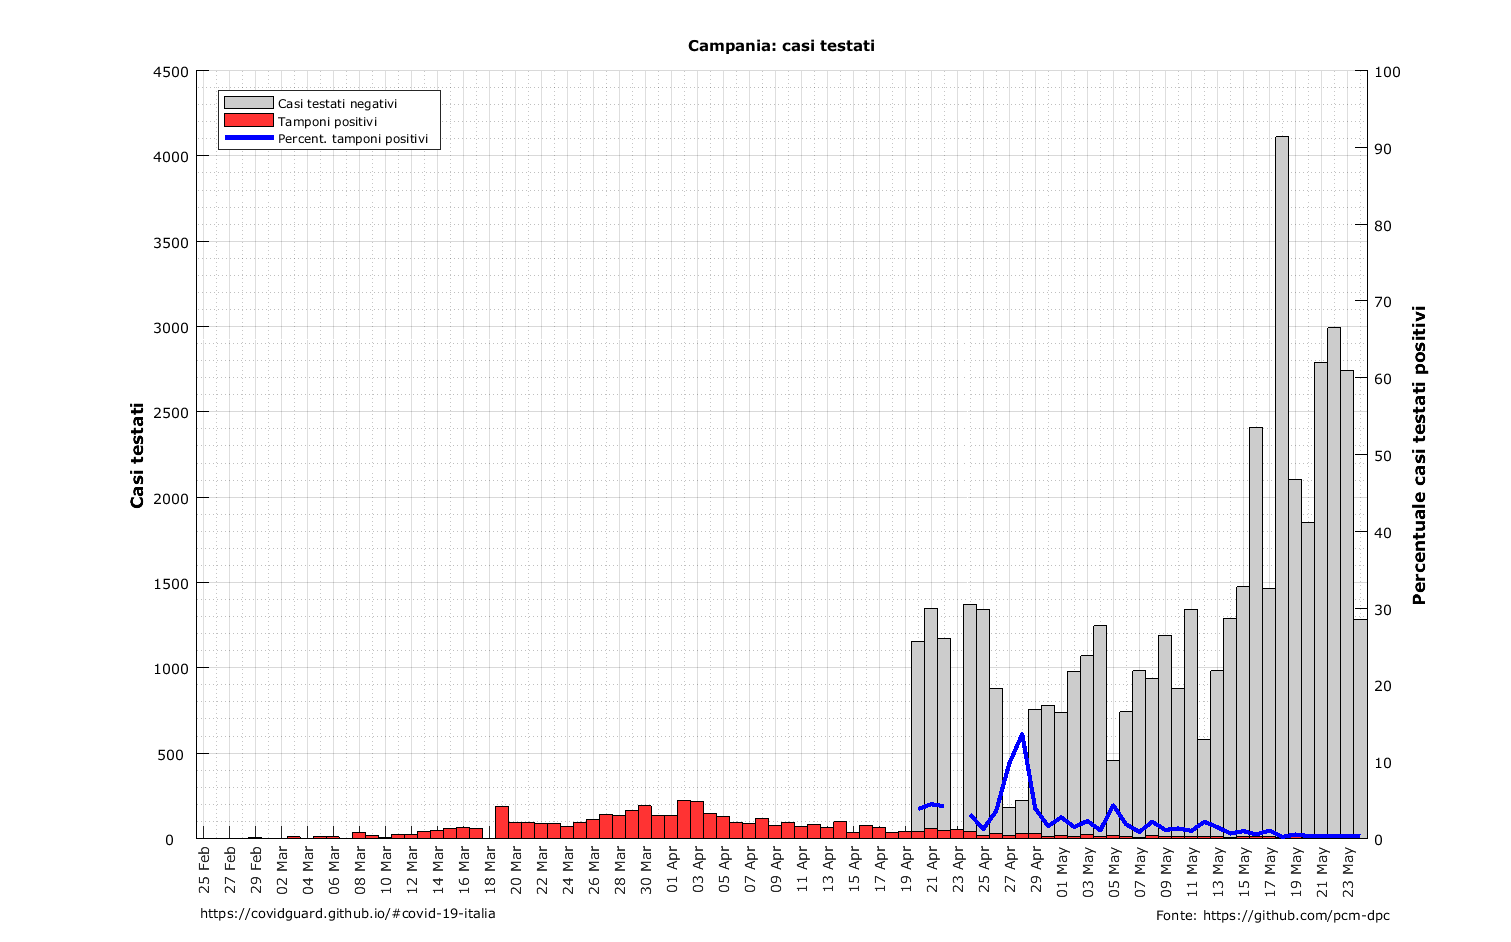 Campania: casi testati
Casi testati negativi
Tamponi positivi
Percent. tamponi positivi
Casi testati
4500
4000
3500
3000
2500
2000
1500
1000
500
0
100
90
80
70
60
50
40
30
20
10
0
Percentuale casi testati positivi
25 Feb
27 Feb
29 Feb
02 Mar
04 Mar
06 Mar
08 Mar
10 Mar
12 Mar
14 Mar
16 Mar
18 Mar
20 Mar
22 Mar
24 Mar
26 Mar
28 Mar
30 Mar
01 Apr
03 Apr
05 Apr
07 Apr
09 Apr
11 Apr
13 Apr
15 Apr
17 Apr
19 Apr
21 Apr
23 Apr
25 Apr
27 Apr
29 Apr
01 May
03 May
05 May
07 May
09 May
11 May
13 May
15 May
17 May
19 May
21 May
23 May
https://covidguard.github.io/#covid-19-italia
Fonte: https://github.com/pcm-dpc